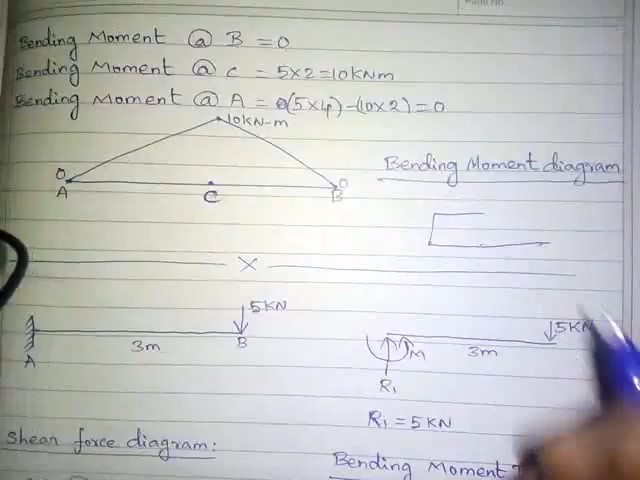 Bending Moment @ B = 0
Bending Moment @ C = 5×2=10KNm
Bending Moment @ A = (5×4)-(10×2)=0
10KN-m
0
0
A
C
B
Bending Moment diagram
X
5KN
3m
A
B
5KN
M
3m
R1
R1 = 5KN
Shear force diagram:
Bending Moment